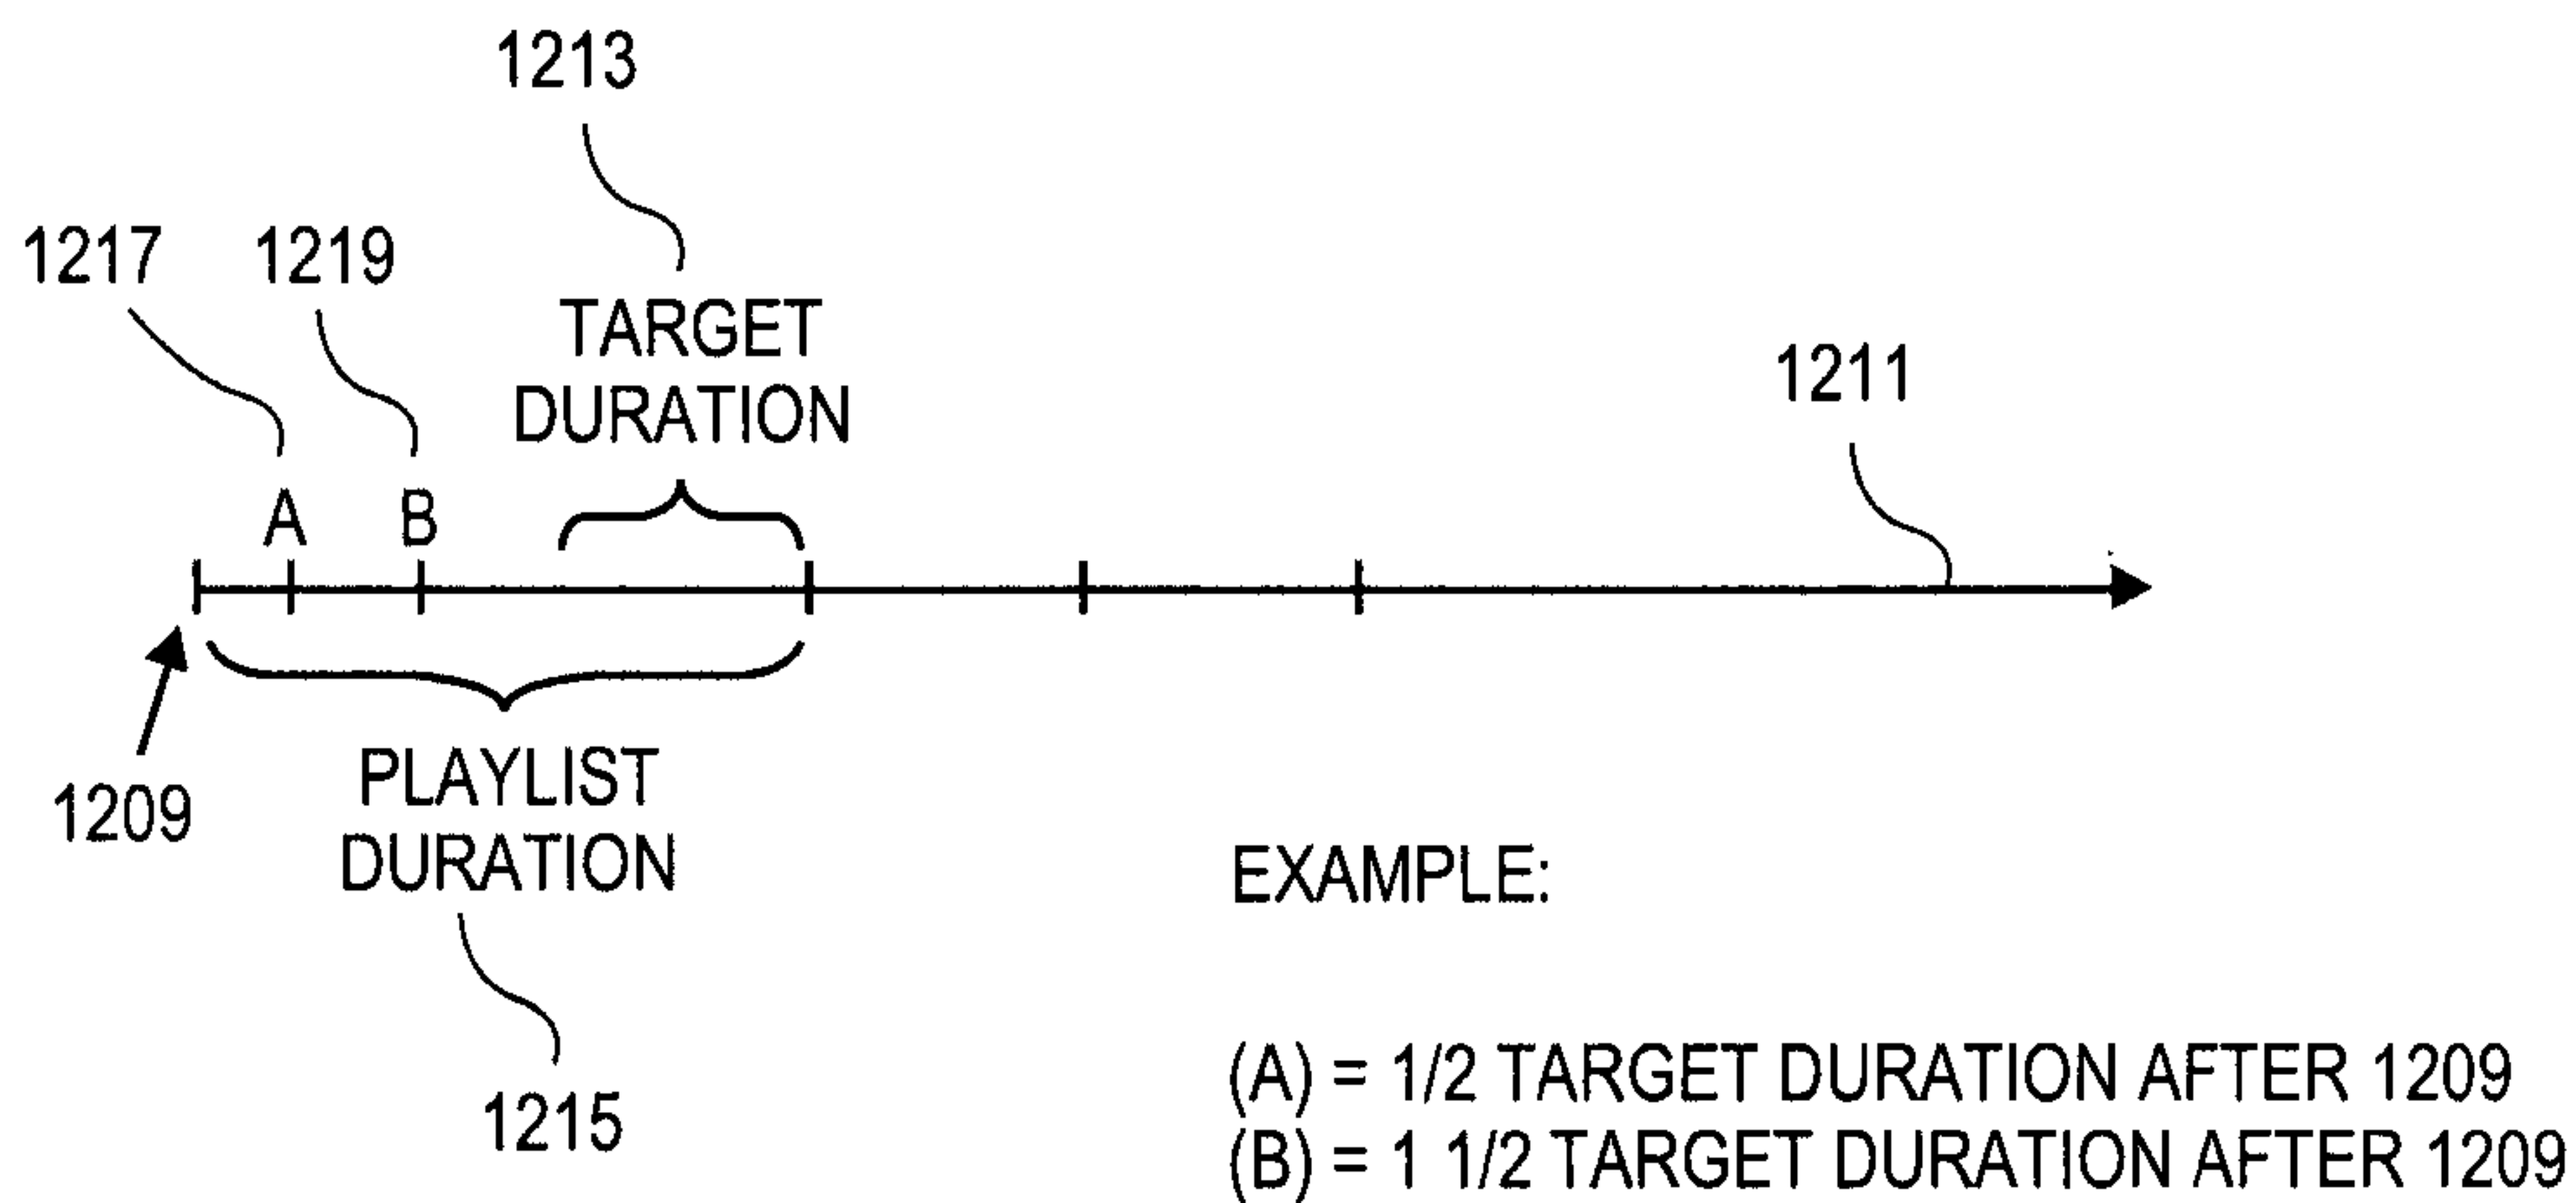 1213
1217
1219
TARGET
DURATION
1211
A
B
1209
PLAYLIST
DURATION
1215
EXAMPLE:
(A) = 1/2 TARGET DURATION AFTER 1209
(B) = 1 1/2 TARGET DURATION AFTER 1209